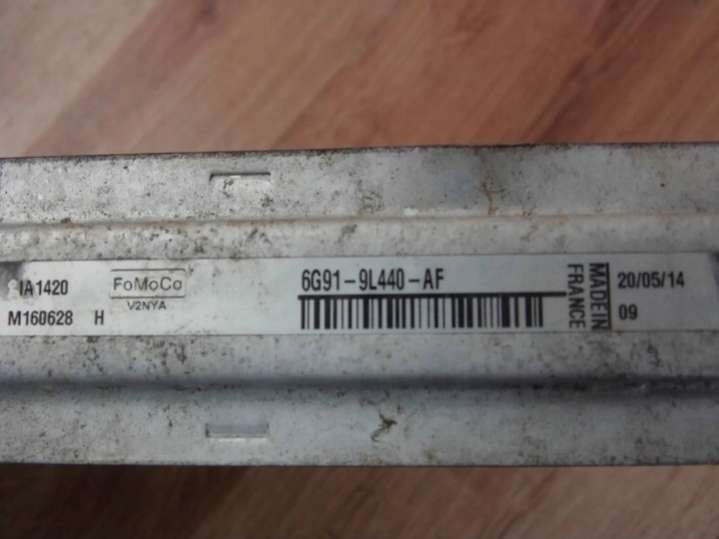 IA1420
M160628 H
FoMoCo
V2NYA
6G91-9L440-AF
MADE IN
FRANCE
20/05/14
09